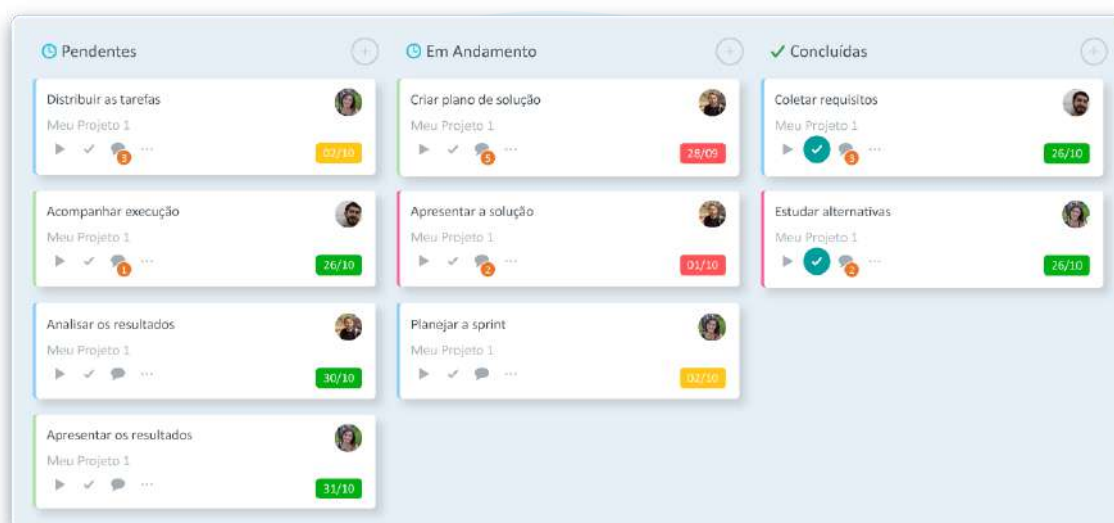 Pendentes
Distribuir as tarefas
Meu Projeto 1
3
02/10
Acompanhar execução
Meu Projeto 1
1
26/10
Analisar os resultados
Meu Projeto 1
30/10
Apresentar os resultados
Meu Projeto 1
31/10
Em Andamento
Criar plano de solução
Meu Projeto 1
5
28/09
Apresentar a solução
Meu Projeto 1
2
01/10
Planejar a sprint
Meu Projeto 1
02/10
Concluídas
Coletar requisitos
Meu Projeto 1
3
26/10
Estudar alternativas
Meu Projeto 1
2
26/10